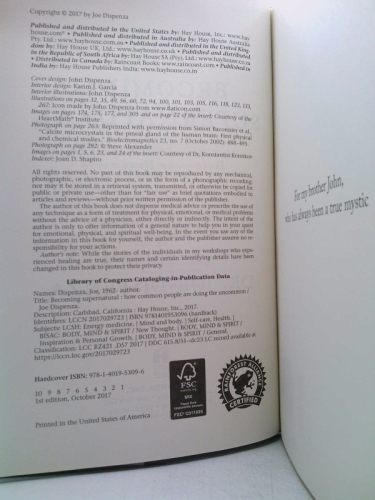 Copyright © 2017 by Joe Dispenza
Published and distributed in the United States by: Hay House, Inc.: www.hay
house.com® • Published and distributed in Australia by: Hay House Australia
Pty. Ltd.: www.hayhouse.com.au • Published and distributed in the United King-
dom by: Hay House UK, Ltd.: www.hayhouse.co.uk • Published and distributed in
the Republic of South Africa by: Hay House SA (Pty), Ltd.: www.hayhouse.co.za
• Distributed in Canada by: Raincoast Books: www.raincoast.com • Published in
India by: Hay House Publishers India: www.hayhouse.co.in
Cover design: John Dispenza
Interior design: Karim J. Garcia
Interior illustrations: John Dispenza
Illustrations on pages 32, 35, 49, 56, 60, 72, 94, 100, 101, 103, 105, 116, 118, 121, 123,
267: Icon made by John Dispenza from www.flaticon.com
Images on pages 174, 175, 177, and 305 and on page 22 of the insert: Courtesy of the
HeartMath® Institute
Photograph on page 263: Reprinted with permission from Simon Baconnier et al.,
"Calcite microcrystals in the pineal gland of the human brain: First physical
and chemical studies." Bioelectromagnetics 23, no. 7 (October 2002): 488–495.
Photograph on page 282: © Steve Alexander
Images on pages 1, 5, 6, 23, and 24 of the insert: Courtesy of Dr. Konstantin Korotkov
Indexer: Joan D. Shapiro
All rights reserved. No part of this book may be reproduced by any mechanical,
photographic, or electronic process, or in the form of a phonographic recording,
nor may it be stored in a retrieval system, transmitted, or otherwise be copied for
public or private use—other than for "fair use" as brief quotations embodied in
articles and reviews—without prior written permission of the publisher.
The author of this book does not dispense medical advice or prescribe the use of
any technique as a form of treatment for physical, emotional, or medical problems
without the advice of a physician, either directly or indirectly. The intent of the
author is only to offer information of a general nature to help you in your quest
for emotional, physical, and spiritual well-being. In the event you use any of the
information in this book for yourself, the author and the publisher assume no re-
sponsibility for your actions.
Author's note: While the stories of the individuals in my workshops who expe-
rienced healing are true, their names and certain identifying details have been
changed in this book to protect their privacy.
Library of Congress Cataloging-in-Publication Data
Names: Dispenza, Joe, 1962- author.
Title: Becoming supernatural : how common people are doing the uncommon /
Joe Dispenza.
Description: Carlsbad, California : Hay House, Inc., 2017.
Identifiers: LCCN 2017029723 | ISBN 9781401953096 (hardback)
Subjects: LCSH: Energy medicine. | Mind and body. | Self-care, Health. |
BISAC: BODY, MIND & SPIRIT / New Thought. | BODY, MIND & SPIRIT /
Inspiration & Personal Growth. | BODY, MIND & SPIRIT / General.
Classification: LCC RZ421 .D57 2017 | DDC 615.8/51--dc23 LC record available at
https://lccn.loc.gov/2017029723
Hardcover ISBN: 978-1-4019-5309-6
10 9 8 7 6 5 4 3 2 1
1st edition, October 2017
Printed in the United States of America
FSC
www.fsc.org
MIX
RAINFOREST ALLIANCE
CERTIFIED
For my brother John,
who has always been a true mystic